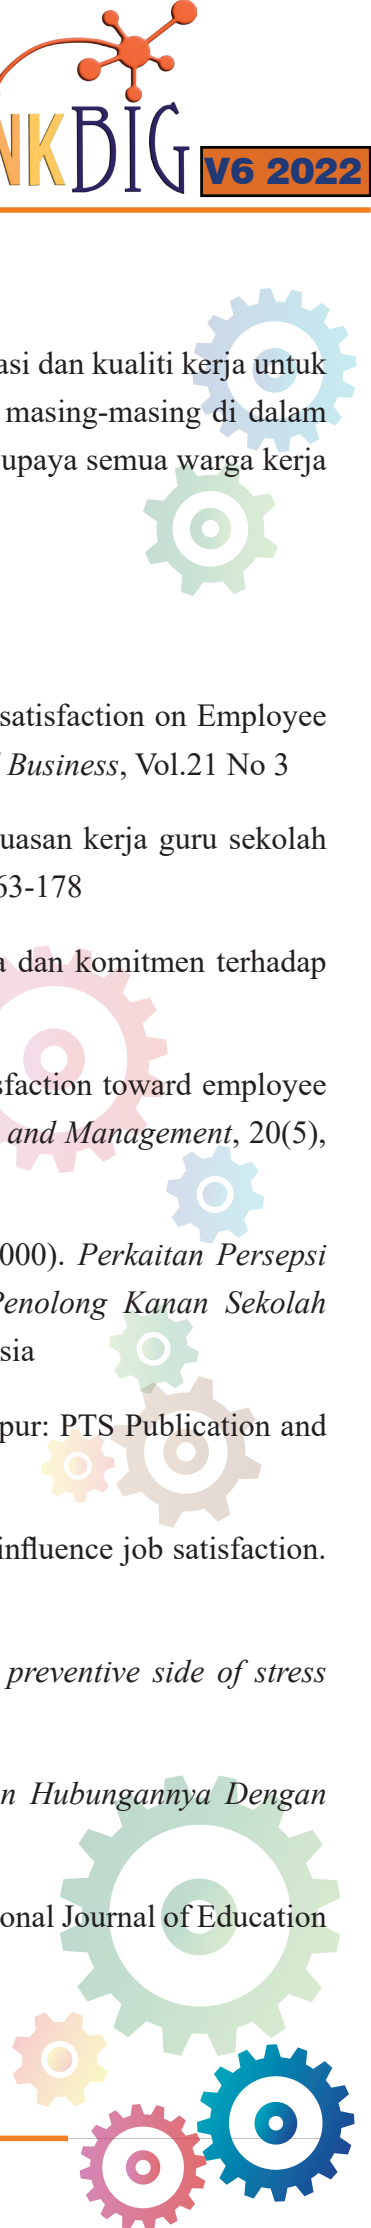 NKBIG
V6 2022
asi dan kualiti kerja untuk
masing-masing di dalam
upaya semua warga kerja
satisfaction on Employee
Business, Vol.21 No 3
uasan kerja guru sekolah
63-178
a dan komitmen terhadap
sfaction toward employee
and Management, 20(5),
000). Perkaitan Persepsi
Penolong Kanan Sekolah
sia
pur: PTS Publication and
influence job satisfaction.
preventive side of stress
n Hubungannya Dengan
onal Journal of Education